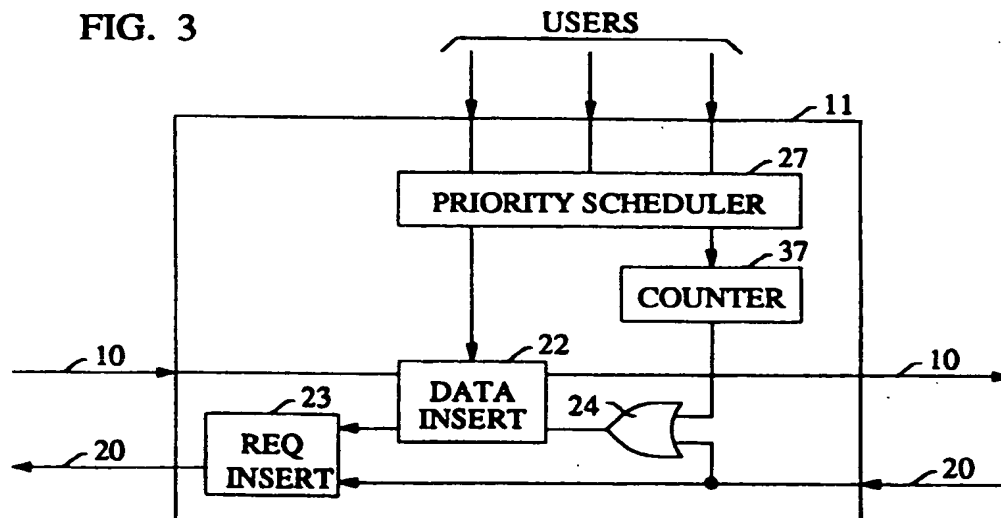 FIG. 3
USERS
11
27
PRIORITY SCHEDULER
37
COUNTER
10
22
10
DATA
INSERT
24
23
REQ
INSERT
20
20